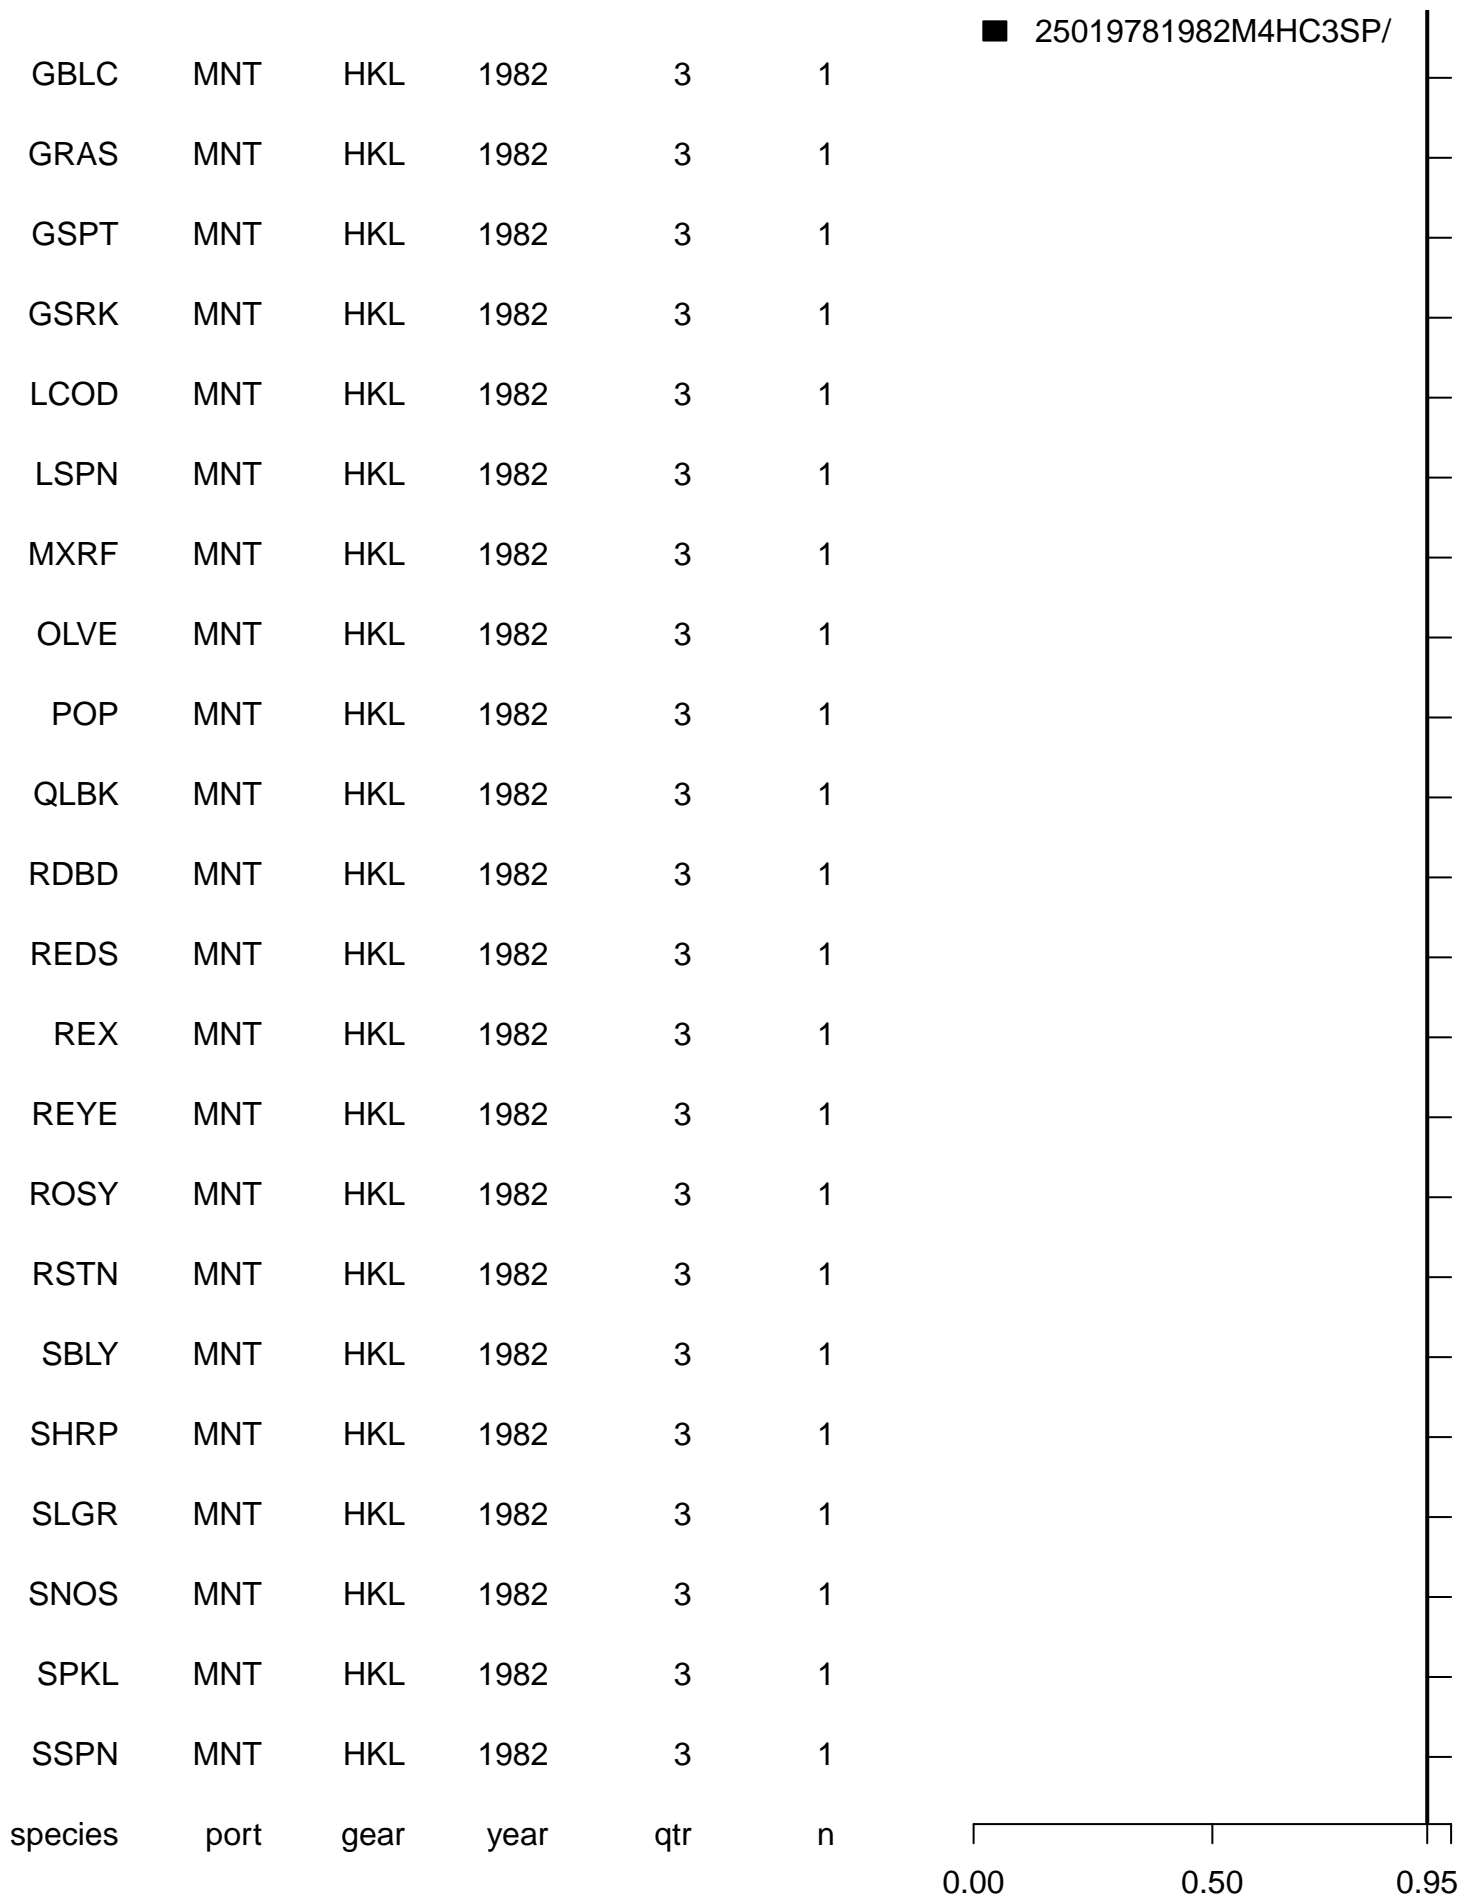 25019781982M4HC3SP/
GBLC MNT HKL 1982 3 1
GRAS MNT HKL 1982 3 1
GSPT MNT HKL 1982 3 1
GSRK MNT HKL 1982 3 1
LCOD MNT HKL 1982 3 1
LSPN MNT HKL 1982 3 1
MXRF MNT HKL 1982 3 1
OLVE MNT HKL 1982 3 1
POP MNT HKL 1982 3 1
QLBK MNT HKL 1982 3 1
RDBD MNT HKL 1982 3 1
REDS MNT HKL 1982 3 1
REX MNT HKL 1982 3 1
REYE MNT HKL 1982 3 1
ROSY MNT HKL 1982 3 1
RSTN MNT HKL 1982 3 1
SBLY MNT HKL 1982 3 1
SHRP MNT HKL 1982 3 1
SLGR MNT HKL 1982 3 1
SNOS MNT HKL 1982 3 1
SPKL MNT HKL 1982 3 1
SSPN MNT HKL 1982 3 1
species port gear year qtr n
0.00 0.50 0.95